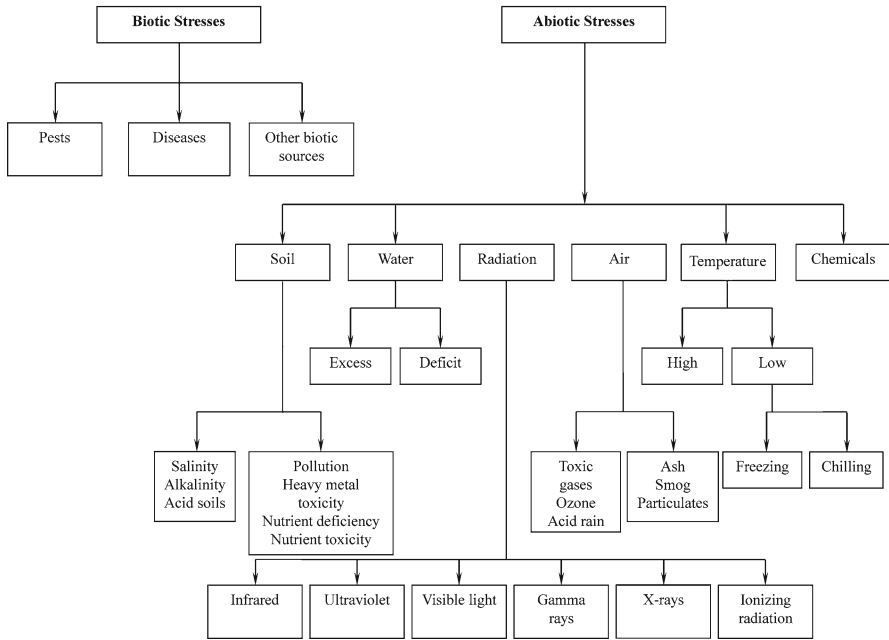 Biotic Stresses
Abiotic Stresses
Pests
Diseases
Other biotic
sources
Soil
Water
Radiation
Air
Temperature
Chemicals
Excess
Deficit
High
Low
Salinity
Alkalinity
Acid soils
Pollution
Heavy metal
toxicity
Nutrient deficiency
Nutrient toxicity
Toxic
gases
Ozone
Acid rain
Ash
Smog
Particulates
Freezing
Chilling
Infrared
Ultraviolet
Visible light
Gamma
rays
X-rays
Ionizing
radiation